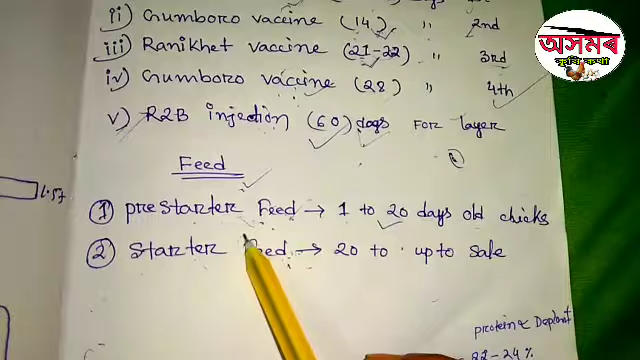 ii) Gumboro vaccine (14) " 2nd
iii) Ranikhet vaccine (21-22) " 3rd
iv) Gumboro vaccine (28) " 4th
v) R2B injection (60) days For layer
Feed
① prestarter Feed → 1 to 20 days old chicks
② Starter Feed → 20 to up to sale
protein
22-24 %
অসমৰ
কৃষি কথা